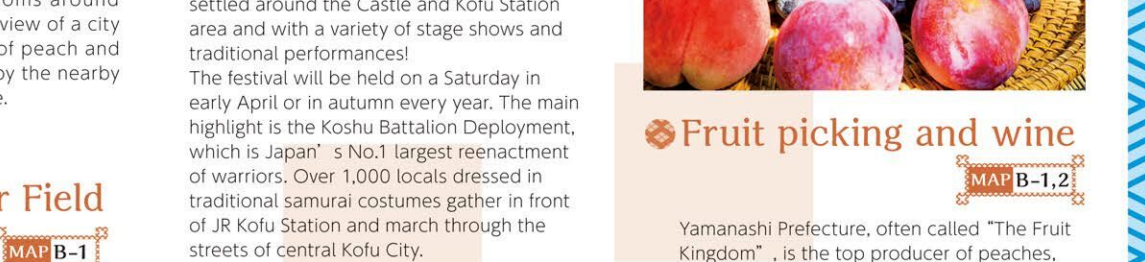 oms around
view of a city
of peach and
by the nearby
e.
r Field
MAP B-1
settled around the Castle and Kofu Station
area and with a variety of stage shows and
traditional performances!
The festival will be held on a Saturday in
early April or in autumn every year. The main
highlight is the Koshu Battalion Deployment,
which is Japan’s No.1 largest reenactment
of warriors. Over 1,000 locals dressed in
traditional samurai costumes gather in front
of JR Kofu Station and march through the
streets of central Kofu City.
Fruit picking and wine
MAP B-1,2
Yamanashi Prefecture, often called “The Fruit
Kingdom”, is the top producer of peaches,